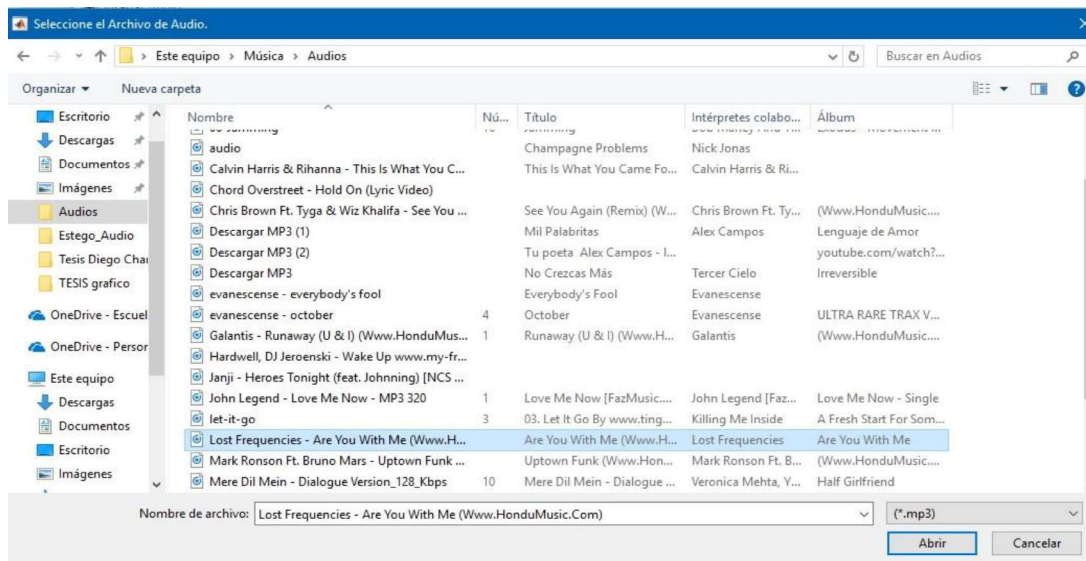 Seleccione el Archivo de Audio.
Este equipo > Música > Audios
Buscar en Audios
Organizar
Nueva carpeta
Nombre Nú... Título Intérpretes colabo... Álbum
audio Champagne Problems Nick Jonas
Calvin Harris & Rihanna - This Is What You C... This Is What You Came Fo... Calvin Harris & Ri...
Chord Overstreet - Hold On (Lyric Video)
Chris Brown Ft. Tyga & Wiz Khalifa - See You ... See You Again (Remix) (W... Chris Brown Ft. Ty... (Www.HonduMusic....
Descargar MP3 (1) Mil Palabritas Alex Campos Lenguaje de Amor
Descargar MP3 (2) Tu poeta Alex Campos - l... youtube.com/watch?...
Descargar MP3 No Crezcas Más Tercer Cielo Irreversible
evanescense - everybody's fool Everybody's Fool Evanescense
evanescense - october 4 October Evanescense ULTRA RARE TRAX V...
Galantis - Runaway (U & I) (Www.HonduMus... 1 Runaway (U & I) (Www.H... Galantis (Www.HonduMusic....
Hardwell, DJ Jeroenski - Wake Up www.my-fr...
Janji - Heroes Tonight (feat. Johnning) [NCS ...
John Legend - Love Me Now - MP3 320 1 Love Me Now [FazMusic.... John Legend [Faz... Love Me Now - Single
let-it-go 3 03. Let It Go By www.ting... Killing Me Inside A Fresh Start For Som...
Lost Frequencies - Are You With Me (Www.H... Are You With Me (Www.H... Lost Frequencies Are You With Me
Mark Ronson Ft. Bruno Mars - Uptown Funk ... Uptown Funk (Www.Hon... Mark Ronson Ft. B... (Www.HonduMusic....
Mere Dil Mein - Dialogue Version_128_Kbps 10 Mere Dil Mein - Dialogue ... Veronica Mehta, Y... Half Girlfriend
Escritorio
Descargas
Documentos
Imágenes
Audios
Estego_Audio
Tesis Diego Cha
TESIS grafico
OneDrive - Escuel
OneDrive - Person
Este equipo
Descargas
Documentos
Escritorio
Imágenes
Nombre de archivo: Lost Frequencies - Are You With Me (Www.HonduMusic.Com) (*.mp3)
Abrir Cancelar